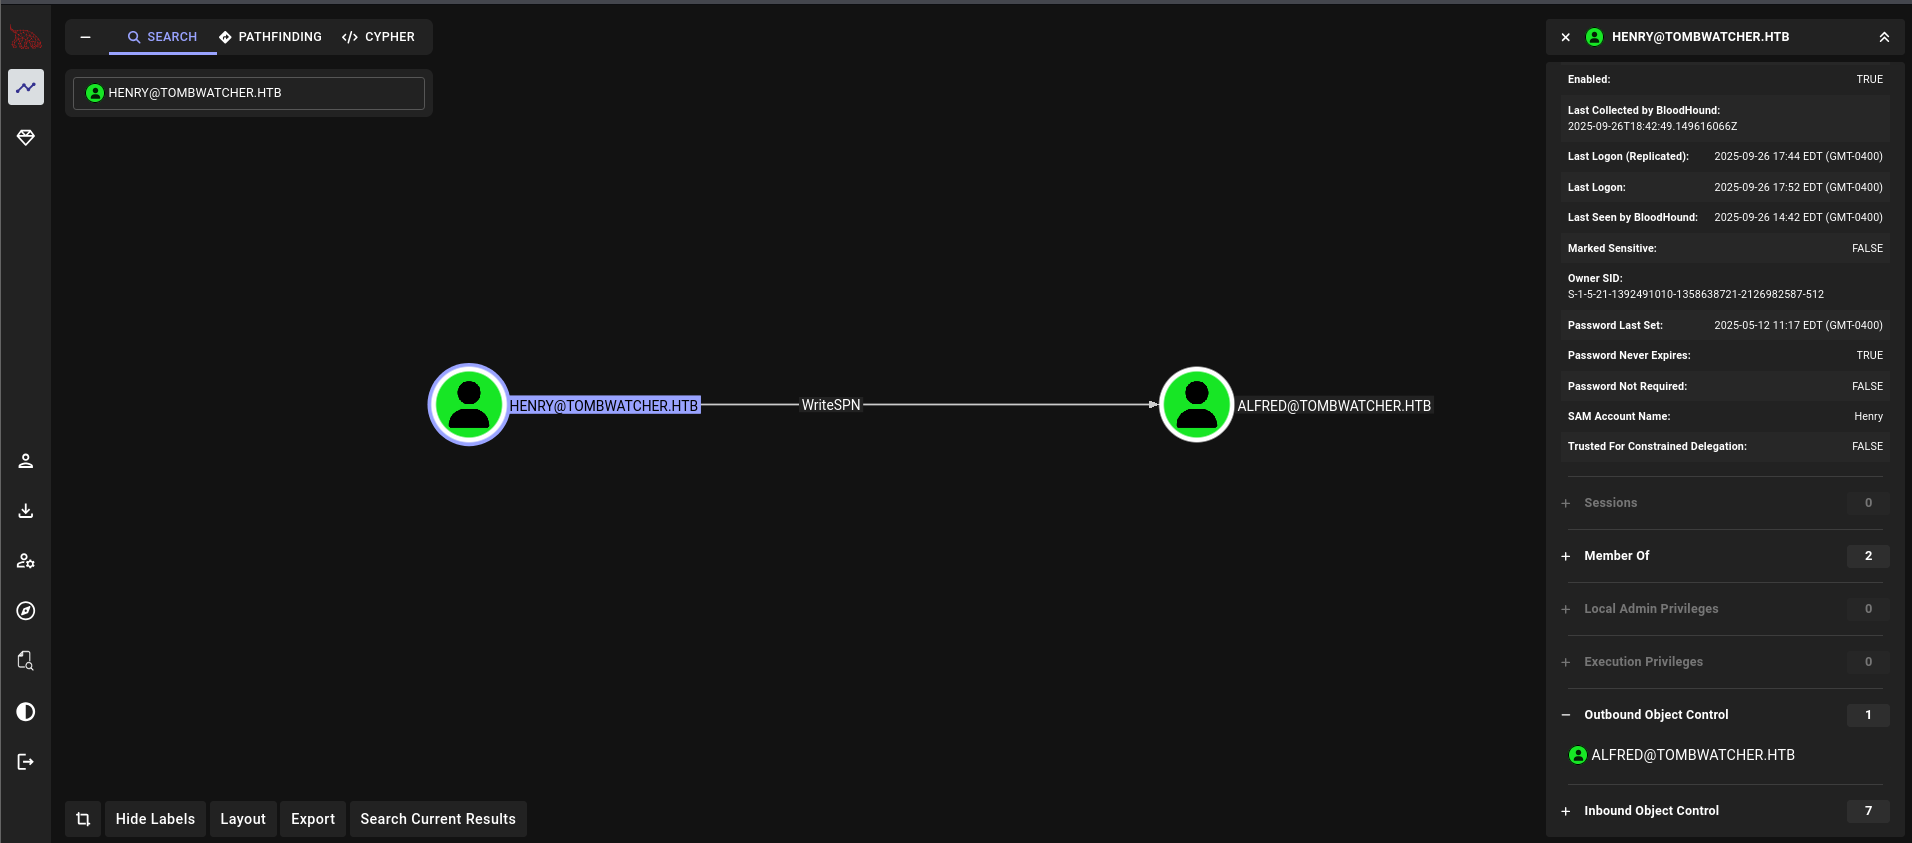 SEARCH PATHFINDING CYPHER
HENRY@TOMBWATCHER.HTB
HENRY@TOMBWATCHER.HTB WriteSPN ALFRED@TOMBWATCHER.HTB
Hide Labels Layout Export Search Current Results
HENRY@TOMBWATCHER.HTB
Enabled: TRUE
Last Collected by BloodHound:
2025-09-26T18:42:49.149616066Z
Last Logon (Replicated): 2025-09-26 17:44 EDT (GMT-0400)
Last Logon: 2025-09-26 17:52 EDT (GMT-0400)
Last Seen by BloodHound: 2025-09-26 14:42 EDT (GMT-0400)
Marked Sensitive: FALSE
Owner SID:
S-1-5-21-1392491010-1358638721-2126982587-512
Password Last Set: 2025-05-12 11:17 EDT (GMT-0400)
Password Never Expires: TRUE
Password Not Required: FALSE
SAM Account Name: Henry
Trusted For Constrained Delegation: FALSE
+ Sessions 0
+ Member Of 2
+ Local Admin Privileges 0
+ Execution Privileges 0
− Outbound Object Control 1
ALFRED@TOMBWATCHER.HTB
+ Inbound Object Control 7